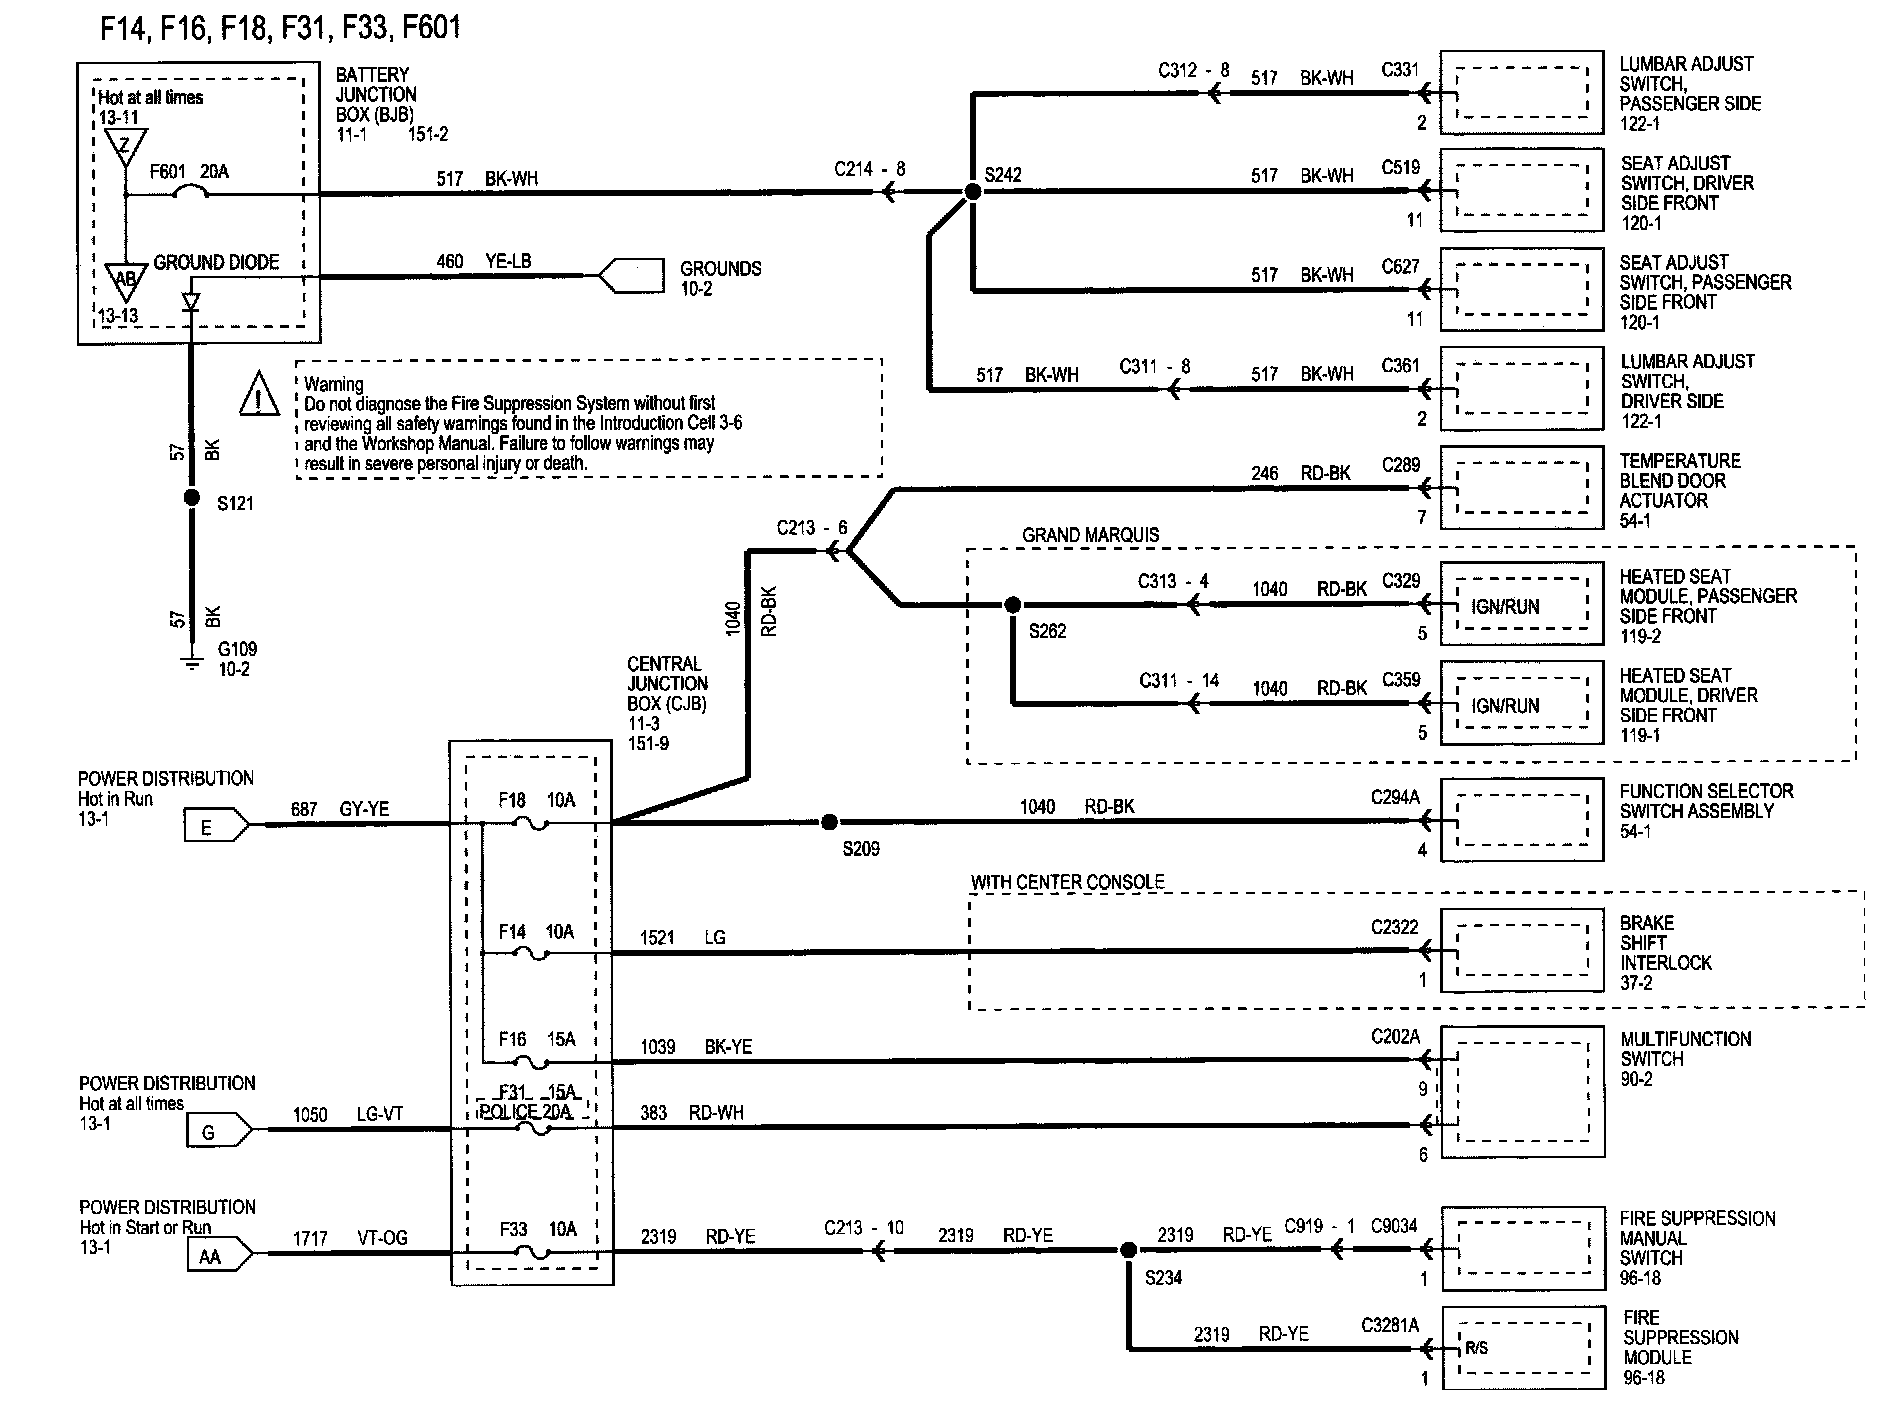 F14, F16, F18, F31, F33, F601
Hot at all times
13-11
Z
F601 20A
AB
13-13
GROUND DIODE
BATTERY
JUNCTION
BOX (BJB)
11-1 151-2
517 BK-WH
C214 - 8
S242
460 YE-LB
GROUNDS
10-2
57 BK
S121
57 BK
G109
10-2
!
Warning
Do not diagnose the Fire Suppression System without first
reviewing all safety warnings found in the Introduction Cell 3-6
and the Workshop Manual. Failure to follow warnings may
result in severe personal injury or death.
C312 - 8
517 BK-WH
C331
2
LUMBAR ADJUST
SWITCH,
PASSENGER SIDE
122-1
517 BK-WH
C519
11
SEAT ADJUST
SWITCH, DRIVER
SIDE FRONT
120-1
517 BK-WH
C627
11
SEAT ADJUST
SWITCH, PASSENGER
SIDE FRONT
120-1
517 BK-WH
C311 - 8
517 BK-WH
C361
2
LUMBAR ADJUST
SWITCH,
DRIVER SIDE
122-1
246 RD-BK
C289
7
TEMPERATURE
BLEND DOOR
ACTUATOR
54-1
C213 - 6
1040 RD-BK
GRAND MARQUIS
S262
C313 - 4
1040 RD-BK
C329
5
IGN/RUN
HEATED SEAT
MODULE, PASSENGER
SIDE FRONT
119-2
C311 - 14
1040 RD-BK
C359
5
IGN/RUN
HEATED SEAT
MODULE, DRIVER
SIDE FRONT
119-1
CENTRAL
JUNCTION
BOX (CJB)
11-3
151-9
POWER DISTRIBUTION
Hot in Run
13-1
E
687 GY-YE
F18 10A
S209
1040 RD-BK
C294A
4
FUNCTION SELECTOR
SWITCH ASSEMBLY
54-1
WITH CENTER CONSOLE
F14 10A
1521 LG
C2322
1
BRAKE
SHIFT
INTERLOCK
37-2
F16 15A
1039 BK-YE
C202A
9
MULTIFUNCTION
SWITCH
90-2
POWER DISTRIBUTION
Hot at all times
13-1
G
1050 LG-VT
F31 15A
POLICE 20A
383 RD-WH
6
POWER DISTRIBUTION
Hot in Start or Run
13-1
AA
1717 VT-OG
F33 10A
2319 RD-YE
C213 - 10
2319 RD-YE
S234
2319 RD-YE
C919 - 1
C9034
1
FIRE SUPPRESSION
MANUAL
SWITCH
96-18
2319 RD-YE
C3281A
1
R/S
FIRE
SUPPRESSION
MODULE
96-18